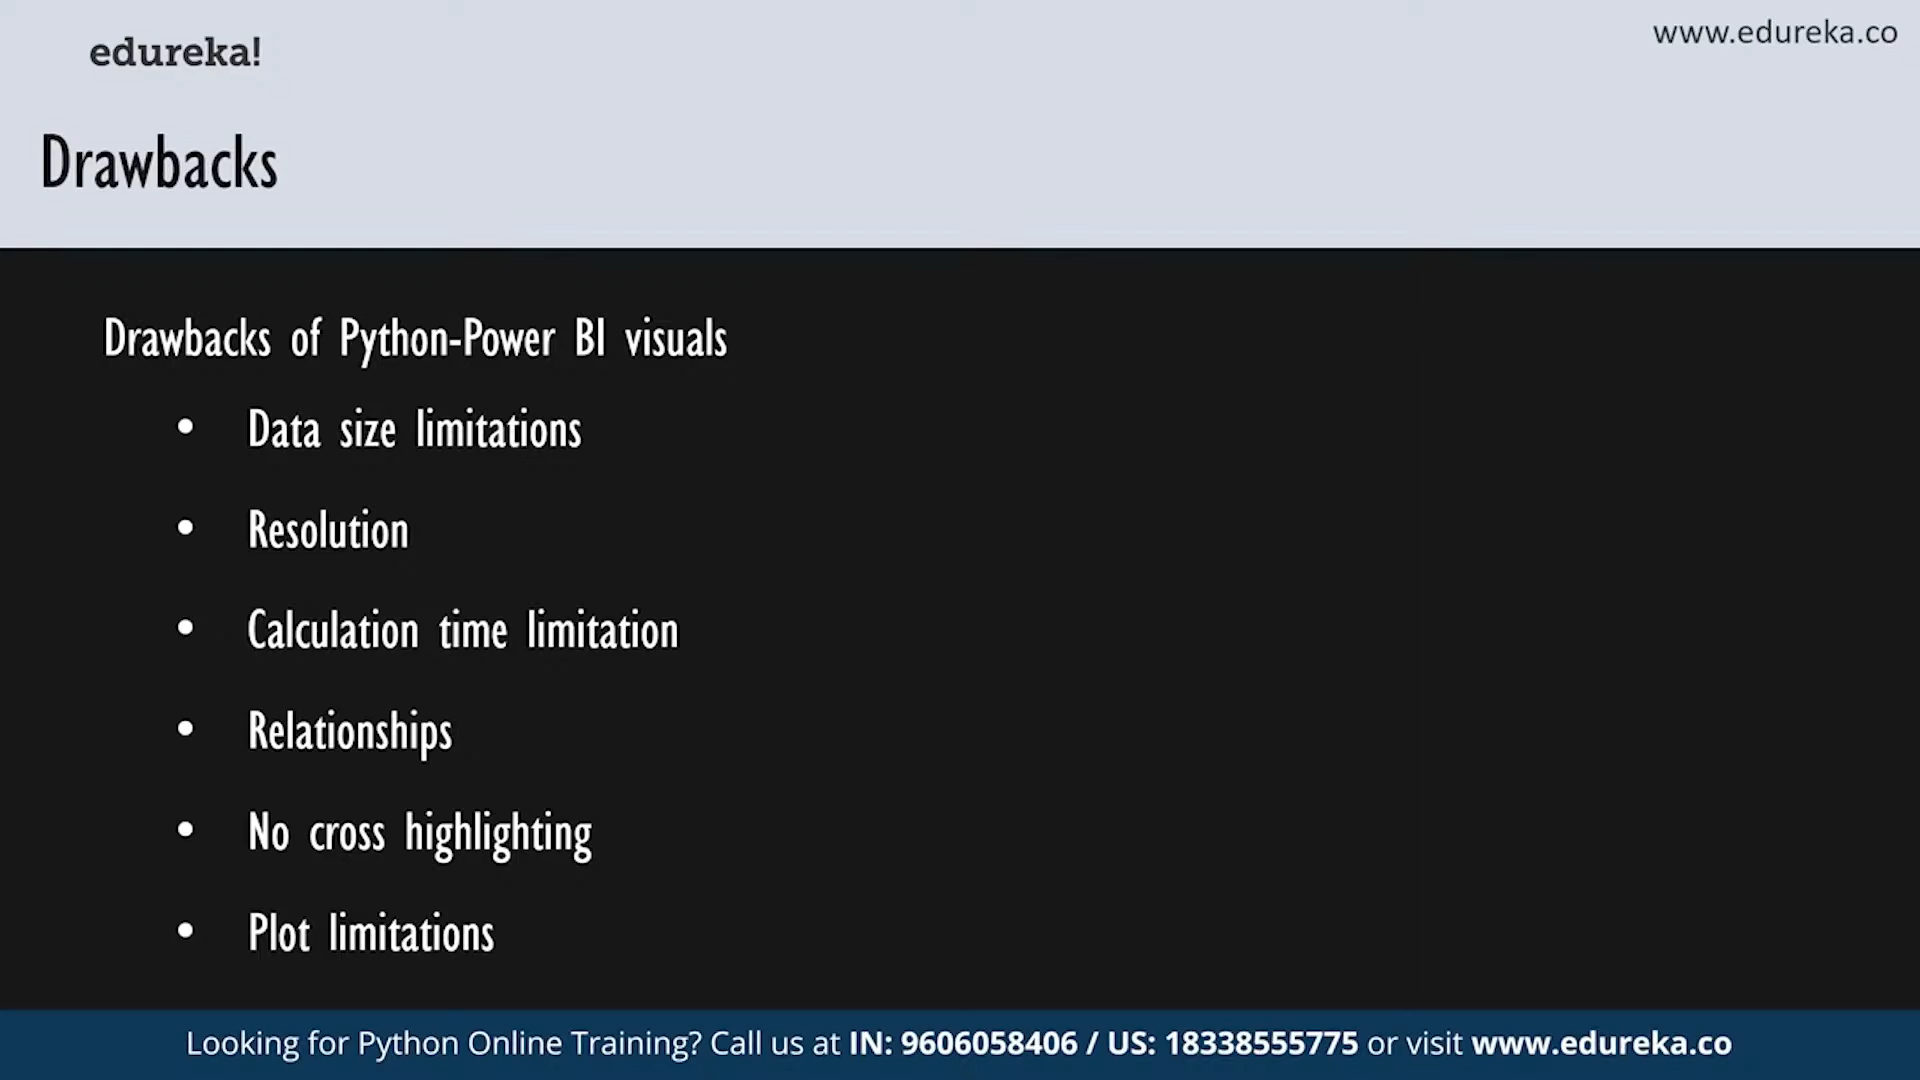 edureka!
www.edureka.co
Drawbacks
Drawbacks of Python-Power BI visuals
• Data size limitations
• Resolution
• Calculation time limitation
• Relationships
• No cross highlighting
• Plot limitations
Looking for Python Online Training? Call us at IN: 9606058406 / US: 18338555775 or visit www.edureka.co